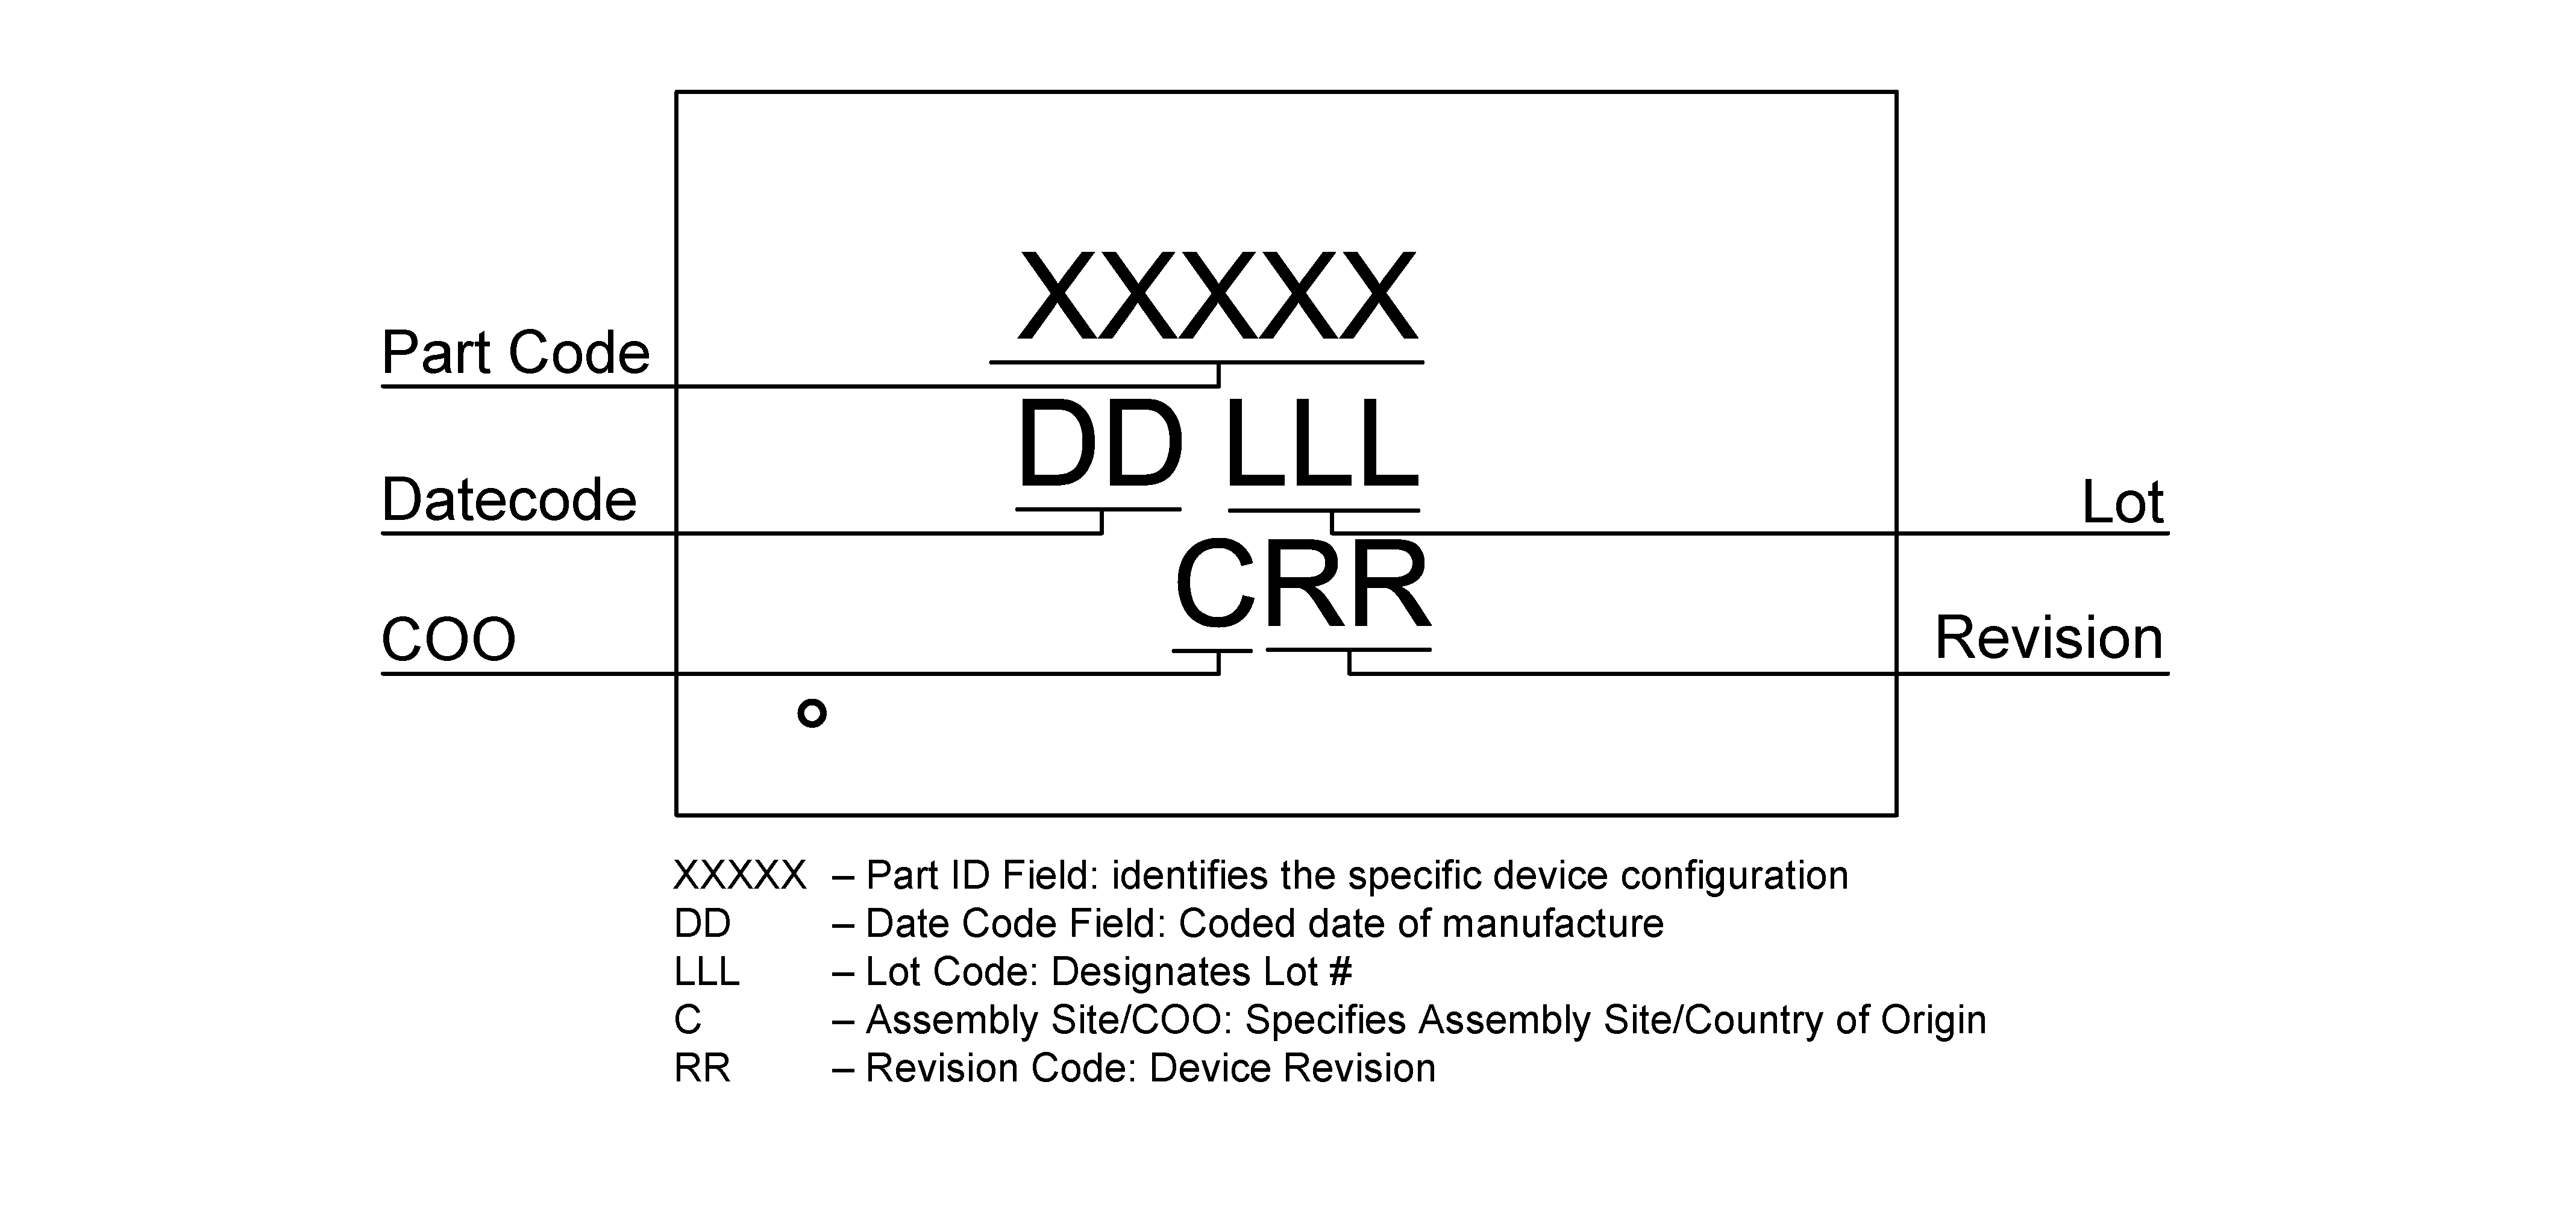 XXXXX
Part Code
DD LLL
Datecode
Lot
CRR
COO
Revision
XXXXX – Part ID Field: identifies the specific device configuration
DD – Date Code Field: Coded date of manufacture
LLL – Lot Code: Designates Lot #
C – Assembly Site/COO: Specifies Assembly Site/Country of Origin
RR – Revision Code: Device Revision